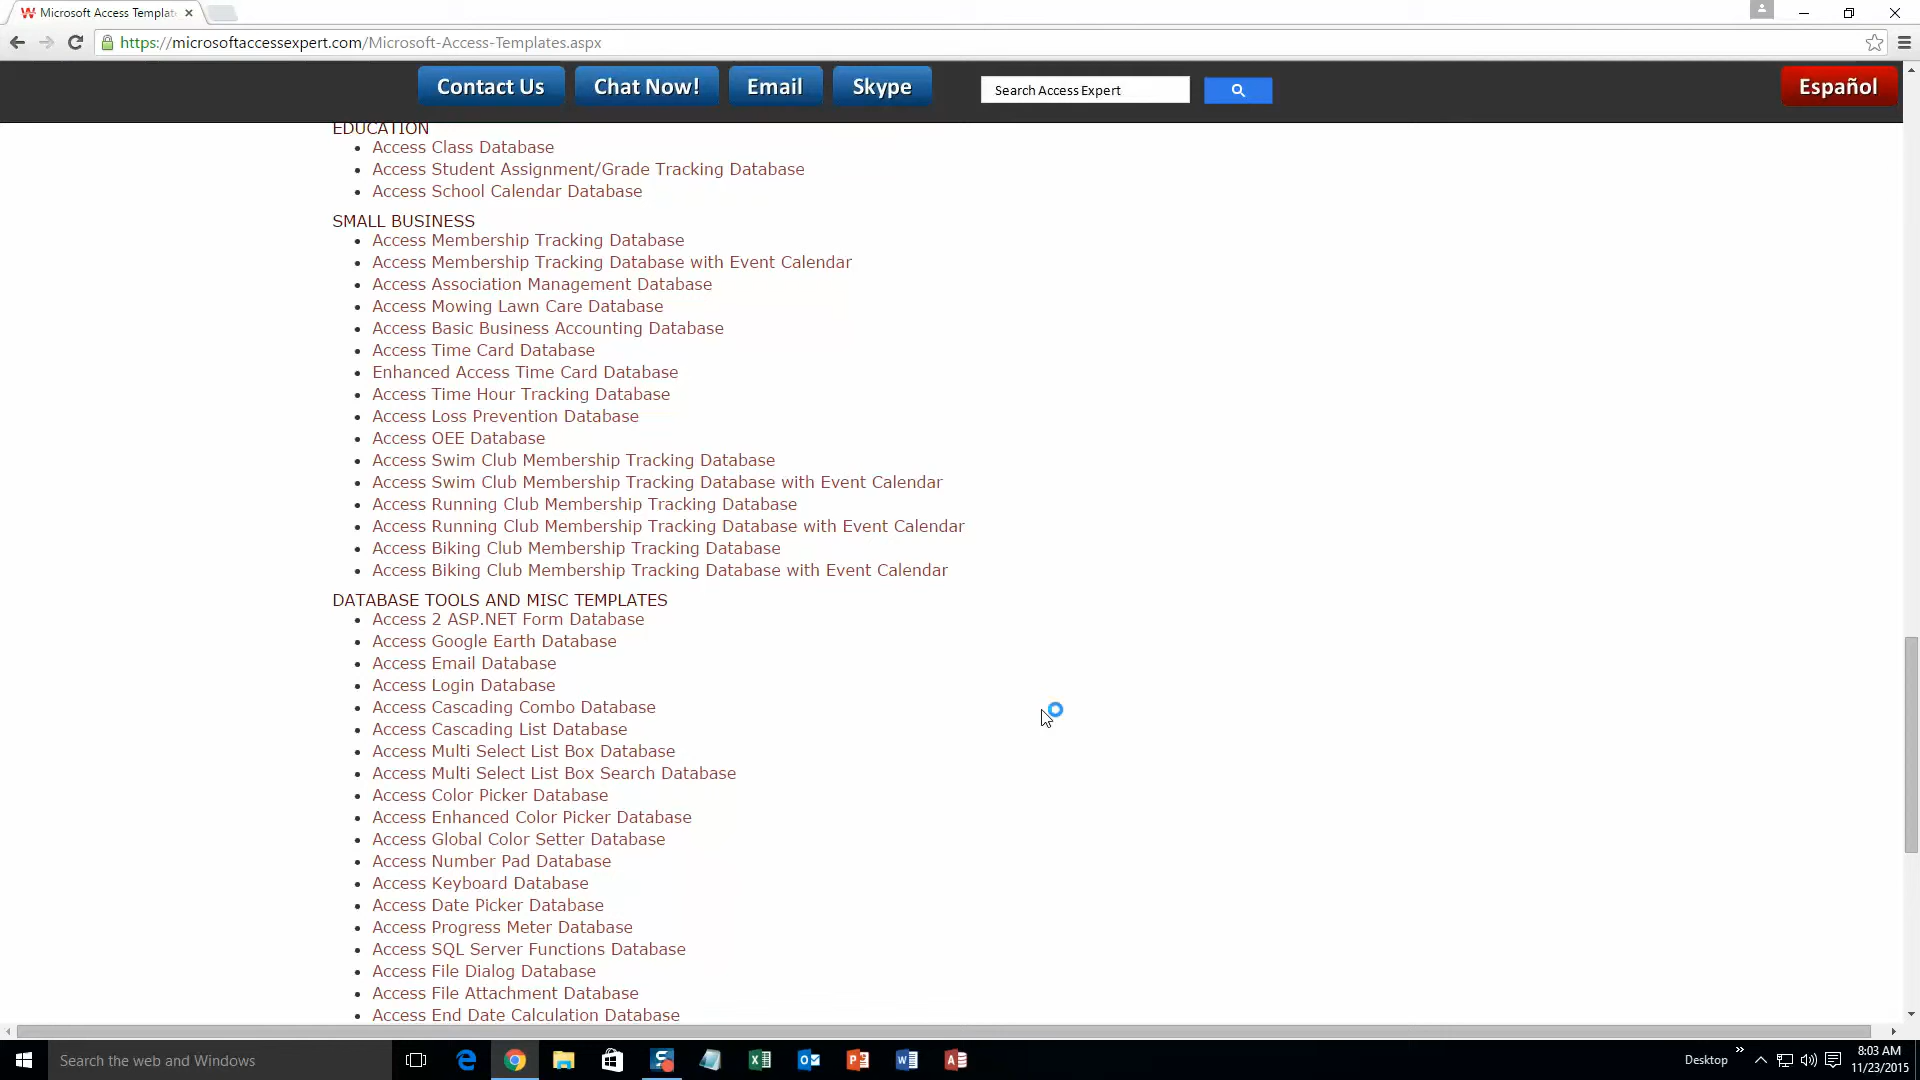 Microsoft Access Templat
https://microsoftaccessexpert.com/Microsoft-Access-Templates.aspx
Contact Us
Chat Now!
Email
Skype
Search Access Expert
Español
EDUCATION
Access Class Database
Access Student Assignment/Grade Tracking Database
Access School Calendar Database
SMALL BUSINESS
Access Membership Tracking Database
Access Membership Tracking Database with Event Calendar
Access Association Management Database
Access Mowing Lawn Care Database
Access Basic Business Accounting Database
Access Time Card Database
Enhanced Access Time Card Database
Access Time Hour Tracking Database
Access Loss Prevention Database
Access OEE Database
Access Swim Club Membership Tracking Database
Access Swim Club Membership Tracking Database with Event Calendar
Access Running Club Membership Tracking Database
Access Running Club Membership Tracking Database with Event Calendar
Access Biking Club Membership Tracking Database
Access Biking Club Membership Tracking Database with Event Calendar
DATABASE TOOLS AND MISC TEMPLATES
Access 2 ASP.NET Form Database
Access Google Earth Database
Access Email Database
Access Login Database
Access Cascading Combo Database
Access Cascading List Database
Access Multi Select List Box Database
Access Multi Select List Box Search Database
Access Color Picker Database
Access Enhanced Color Picker Database
Access Global Color Setter Database
Access Number Pad Database
Access Keyboard Database
Access Date Picker Database
Access Progress Meter Database
Access SQL Server Functions Database
Access File Dialog Database
Access File Attachment Database
Access End Date Calculation Database
Search the web and Windows
Desktop
8:03 AM
11/23/2015